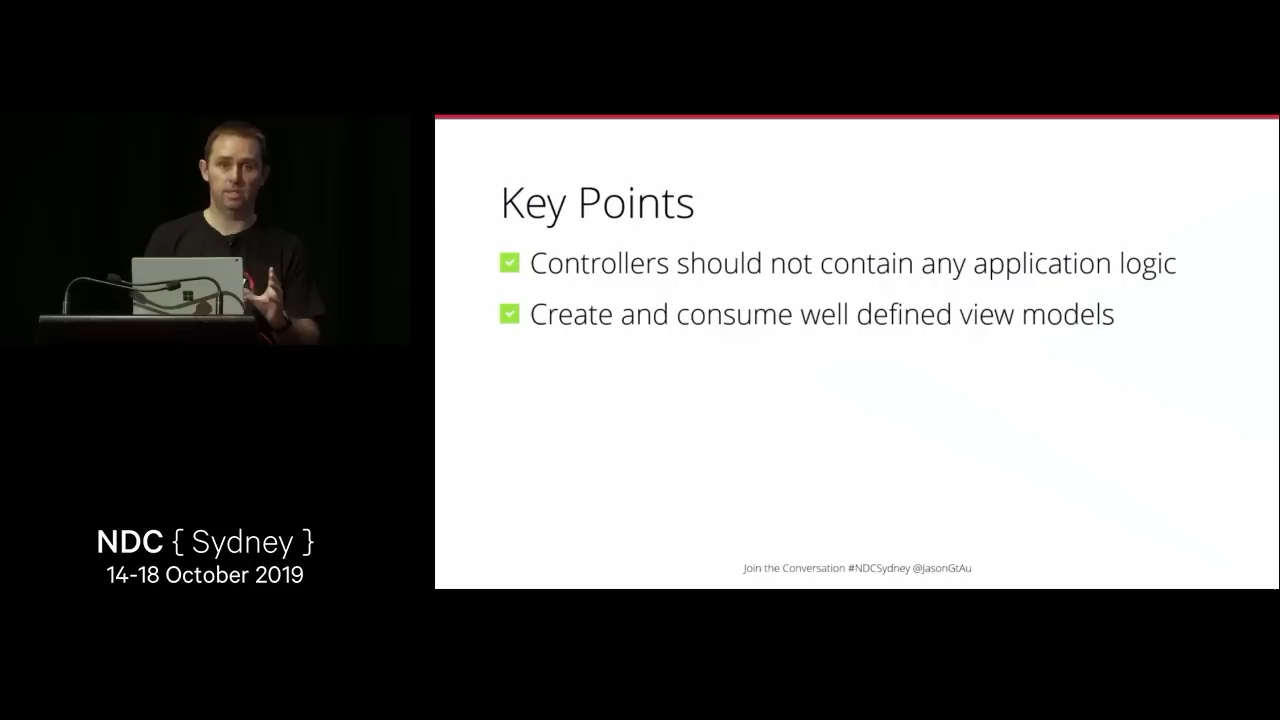 Key Points
Controllers should not contain any application logic
Create and consume well defined view models
Join the Conversation #NDCSydney @JasonGtAu
NDC { Sydney }
14-18 October 2019